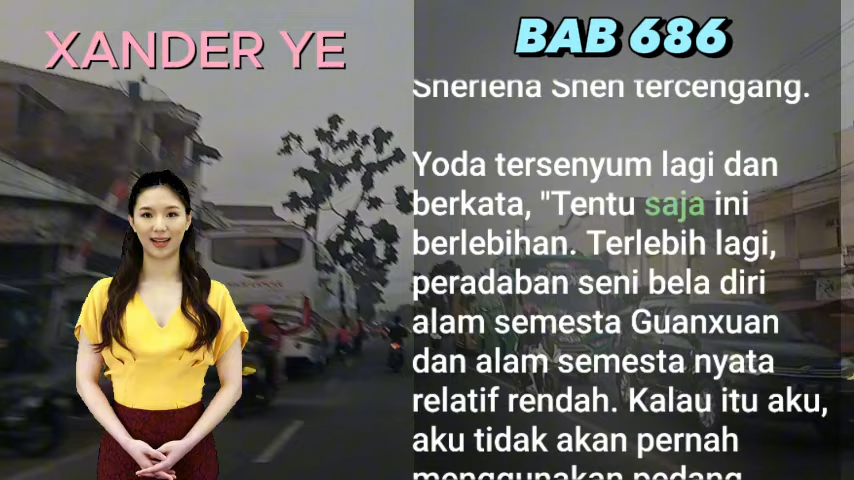 XANDER YE
BAB 686
Sherlena Shen tercengang.
Yoda tersenyum lagi dan
berkata, "Tentu saja ini
berlebihan. Terlebih lagi,
peradaban seni bela diri
alam semesta Guanxuan
dan alam semesta nyata
relatif rendah. Kalau itu aku,
aku tidak akan pernah
menggunakan pedang